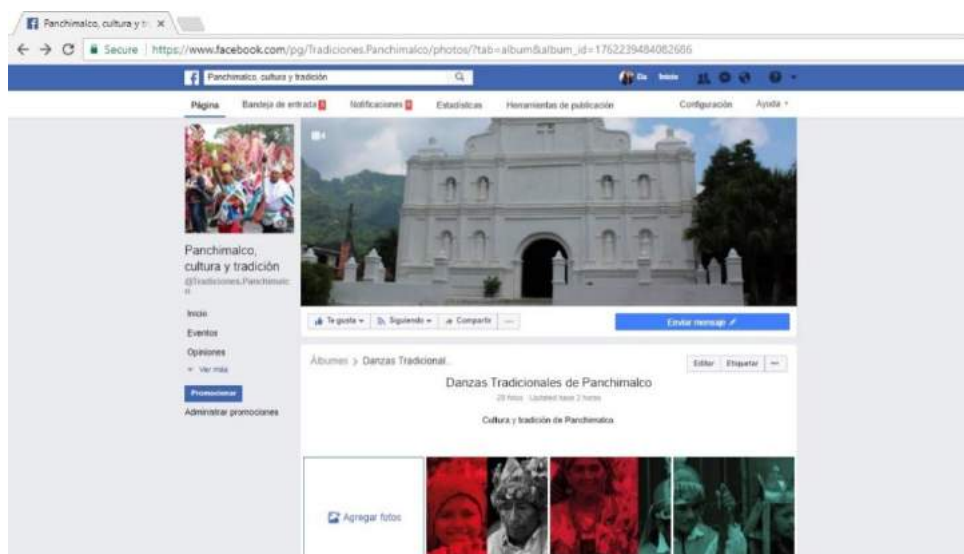 Panchimalco, cultura y tr
Secure https://www.facebook.com/pg/Tradiciones.Panchimalco/photos/?tab=album&album_id=1762239484082686
Panchimalco, cultura y tradición
Inicio
Página Bandeja de entrada Notificaciones Estadísticas Herramientas de publicación Configuración Ayuda
Panchimalco,
cultura y tradición
@Tradiciones.Panchimalc
o
Inicio
Eventos
Opiniones
Ver más
Promocionar
Administrar promociones
Te gusta Siguiendo Compartir
Enviar mensaje
Álbumes > Danzas Tradicional...
Editar Etiquetar
Danzas Tradicionales de Panchimalco
Cultura y tradición de Panchimalco
Agregar fotos